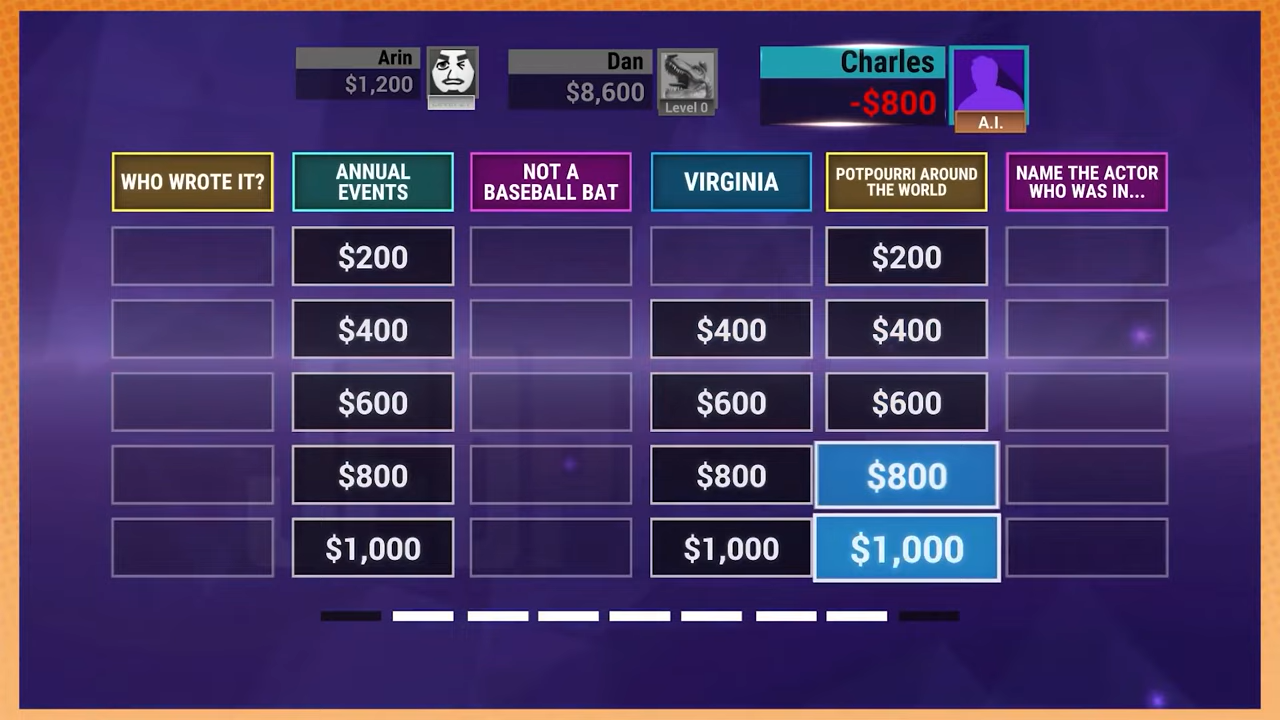 Arin
$1,200
Dan
$8,600
Level 0
Charles
-$800
A.I.
WHO WROTE IT?
ANNUAL
EVENTS
NOT A
BASEBALL BAT
VIRGINIA
POTPOURRI AROUND
THE WORLD
NAME THE ACTOR
WHO WAS IN...
$200
$200
$400
$400
$400
$600
$600
$600
$800
$800
$800
$1,000
$1,000
$1,000